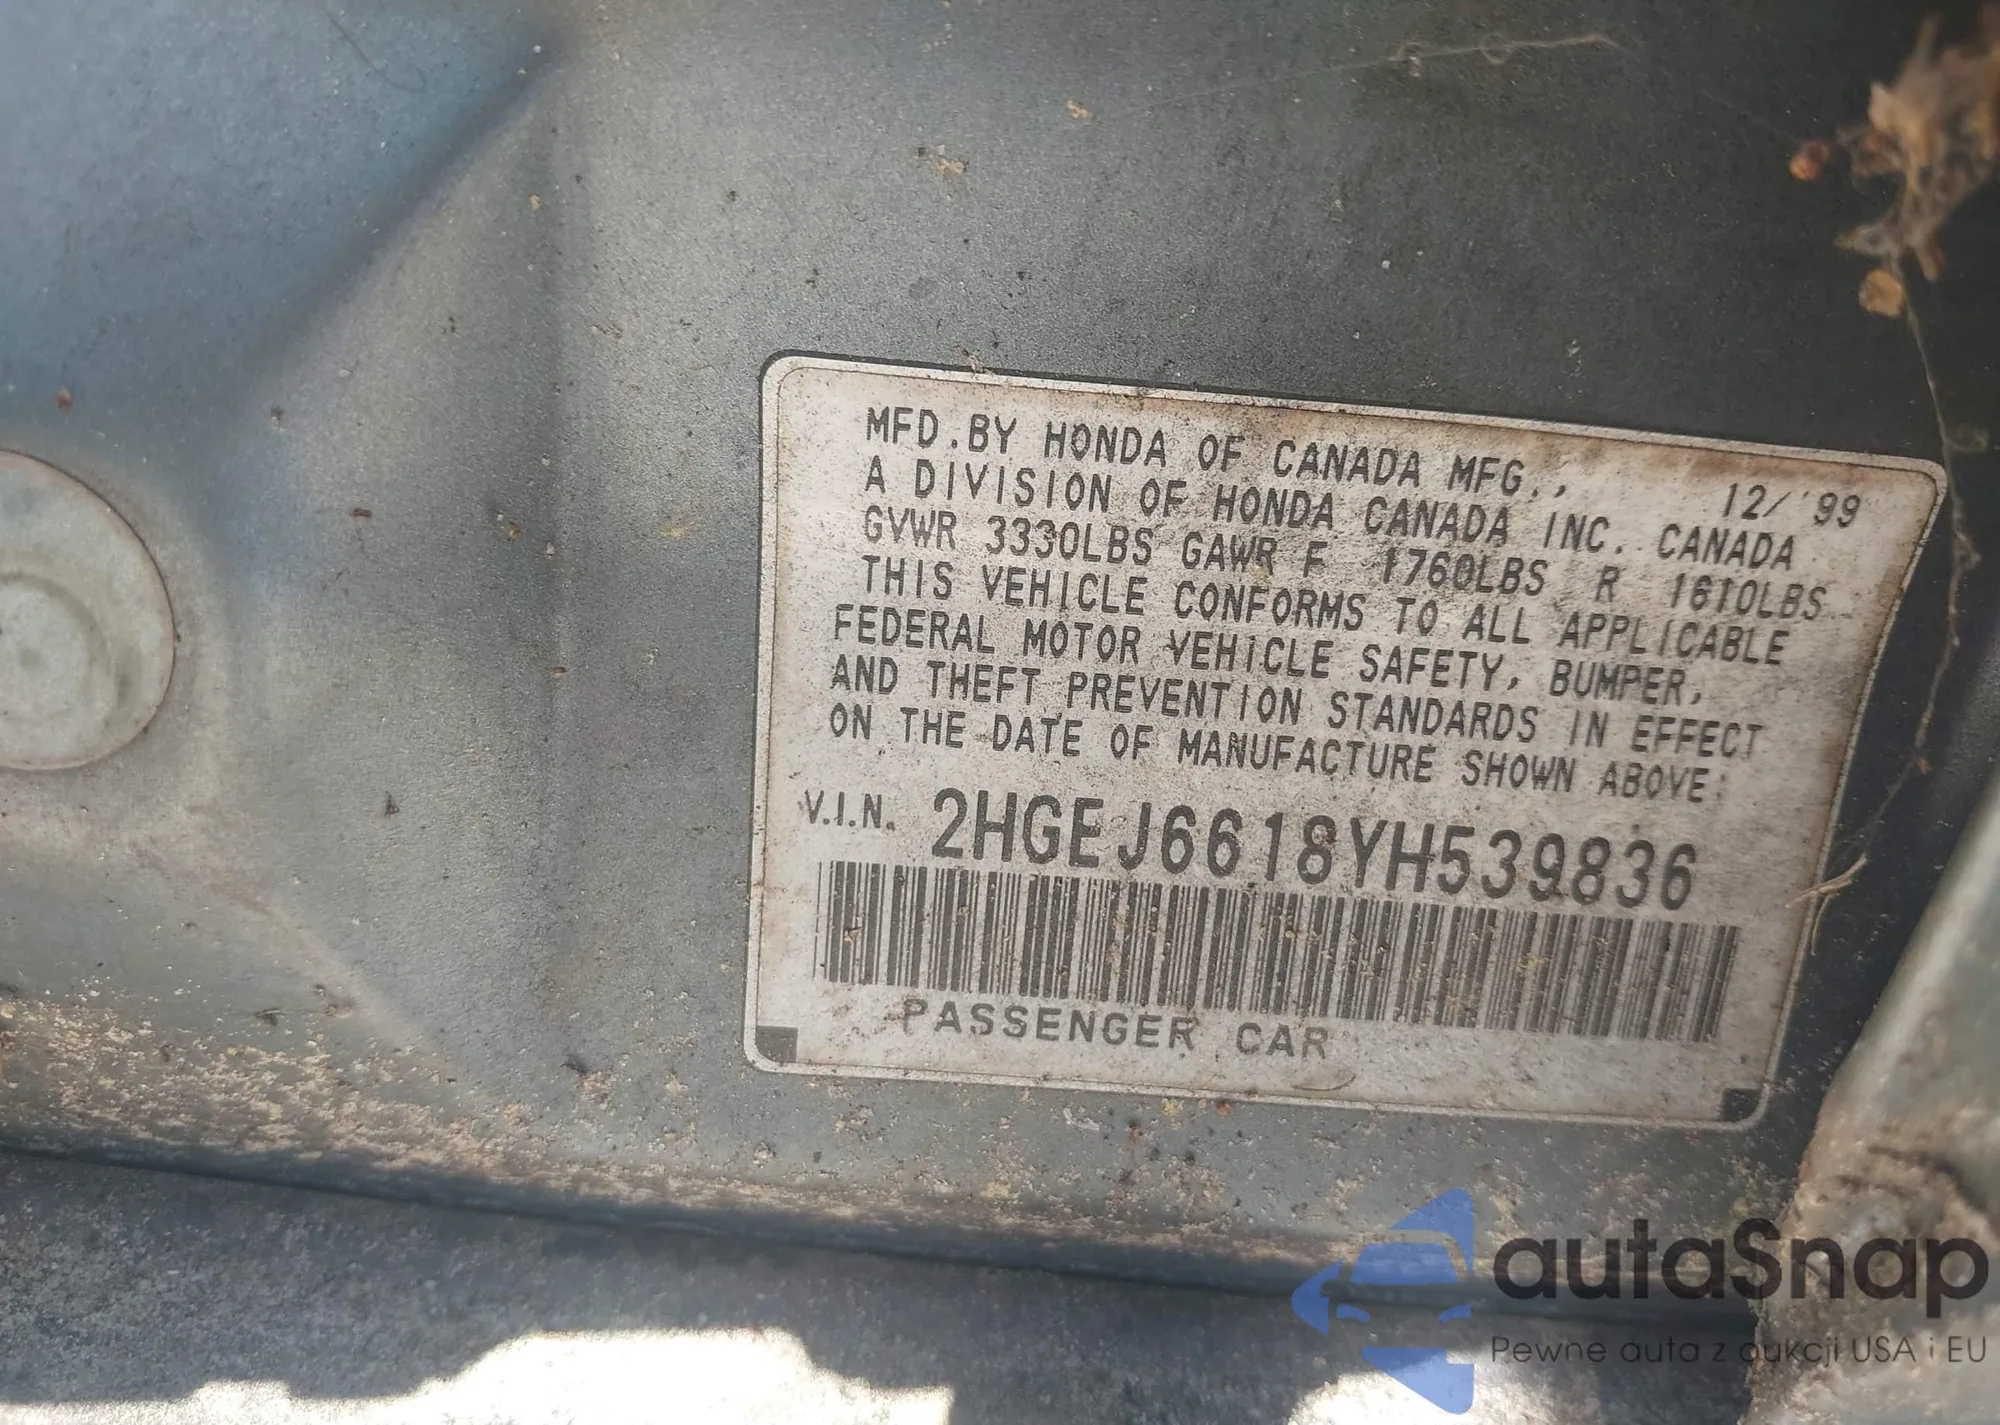 MFD.BY HONDA OF CANADA MFG.,
A DIVISION OF HONDA CANADA INC. CANADA 12/'99
GVWR 3330LBS GAWR F 1760LBS R 1610LBS
THIS VEHICLE CONFORMS TO ALL APPLICABLE
FEDERAL MOTOR VEHICLE SAFETY, BUMPER,
AND THEFT PREVENTION STANDARDS IN EFFECT
ON THE DATE OF MANUFACTURE SHOWN ABOVE:
V.I.N. 2HGEJ6618YH539836
PASSENGER CAR
autaSnap
Pewne auta z aukcji USA i EU